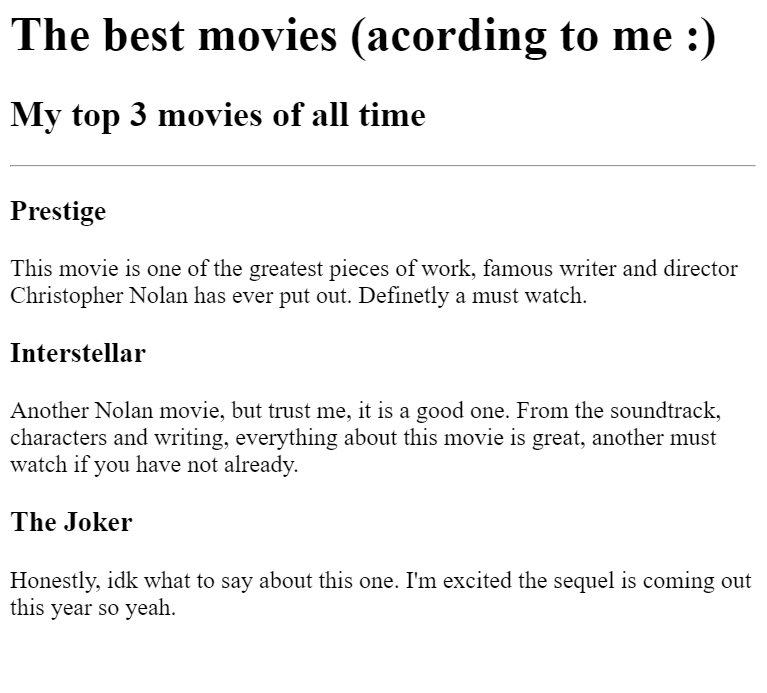 The best movies (acording to me :)
My top 3 movies of all time
Prestige
This movie is one of the greatest pieces of work, famous writer and director
Christopher Nolan has ever put out. Definetly a must watch.
Interstellar
Another Nolan movie, but trust me, it is a good one. From the soundtrack,
characters and writing, everything about this movie is great, another must
watch if you have not already.
The Joker
Honestly, idk what to say about this one. I'm excited the sequel is coming out
this year so yeah.